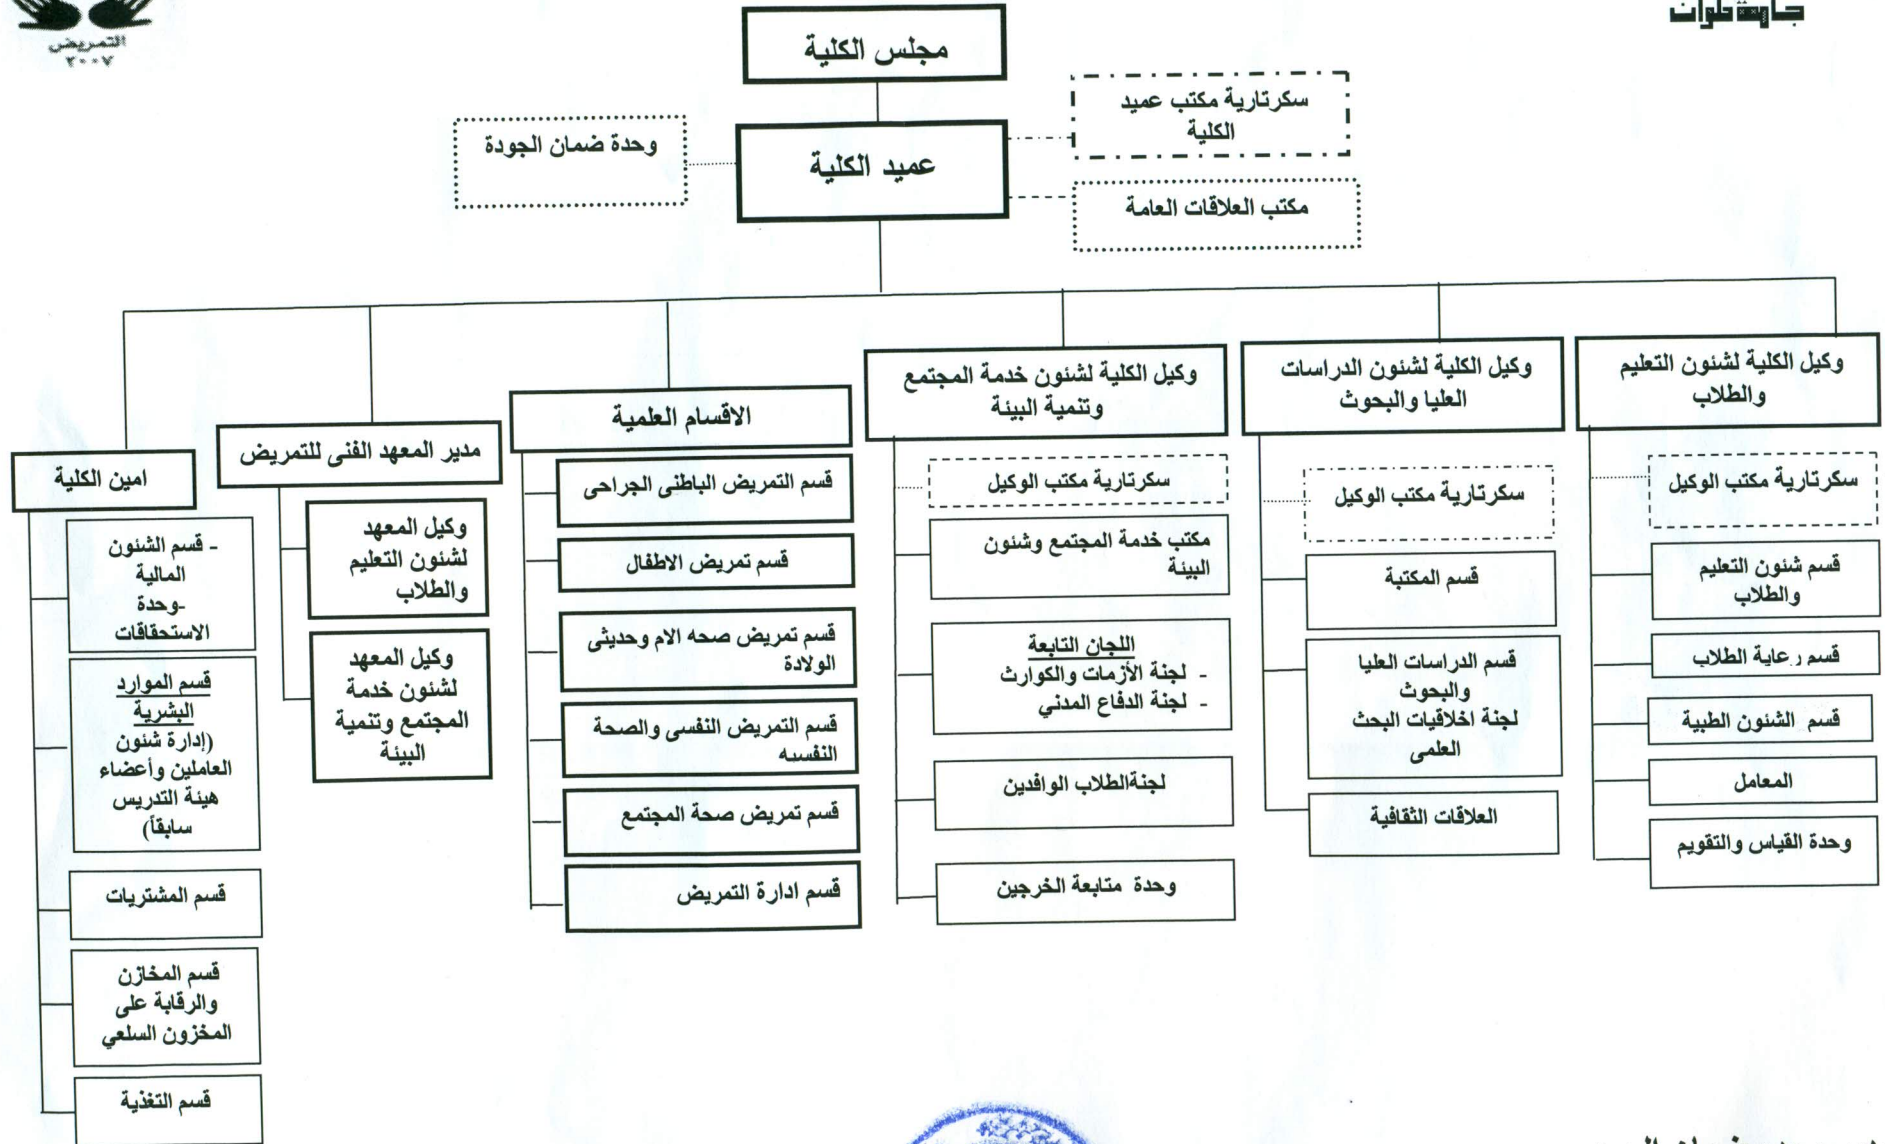 جامعة حلوان
التمريض
٢٠٠٧
مجلس الكلية
سكرتارية مكتب عميد
الكلية
وحدة ضمان الجودة
عميد الكلية
مكتب العلاقات العامة
وكيل الكلية لشئون التعليم
والطلاب
سكرتارية مكتب الوكيل
قسم شئون التعليم
والطلاب
قسم رعاية الطلاب
قسم الشئون الطبية
المعامل
وحدة القياس والتقويم
وكيل الكلية لشئون الدراسات
العليا والبحوث
سكرتارية مكتب الوكيل
قسم المكتبة
قسم الدراسات العليا
والبحوث
لجنة اخلاقيات البحث
العلمى
العلاقات الثقافية
وكيل الكلية لشئون خدمة المجتمع
وتنمية البيئة
سكرتارية مكتب الوكيل
مكتب خدمة المجتمع وشئون
البيئة
اللجان التابعة
- لجنة الأزمات والكوارث
- لجنة الدفاع المدني
لجنةالطلاب الوافدين
وحدة متابعة الخرجين
الاقسام العلمية
قسم التمريض الباطنى الجراحى
قسم تمريض الاطفال
قسم تمريض صحه الام وحديثى
الولادة
قسم التمريض النفسى والصحة
النفسيه
قسم تمريض صحة المجتمع
قسم ادارة التمريض
مدير المعهد الفنى للتمريض
وكيل المعهد
لشئون التعليم
والطلاب
وكيل المعهد
لشئون خدمة
المجتمع وتنمية
البيئة
امين الكلية
- قسم الشئون
المالية
-وحدة
الاستحقاقات
قسم الموارد
البشرية
(إدارة شئون
العاملين وأعضاء
هيئة التدريس
سابقاً)
قسم المشتريات
قسم المخازن
والرقابة على
المخزون السلعي
قسم التغذية